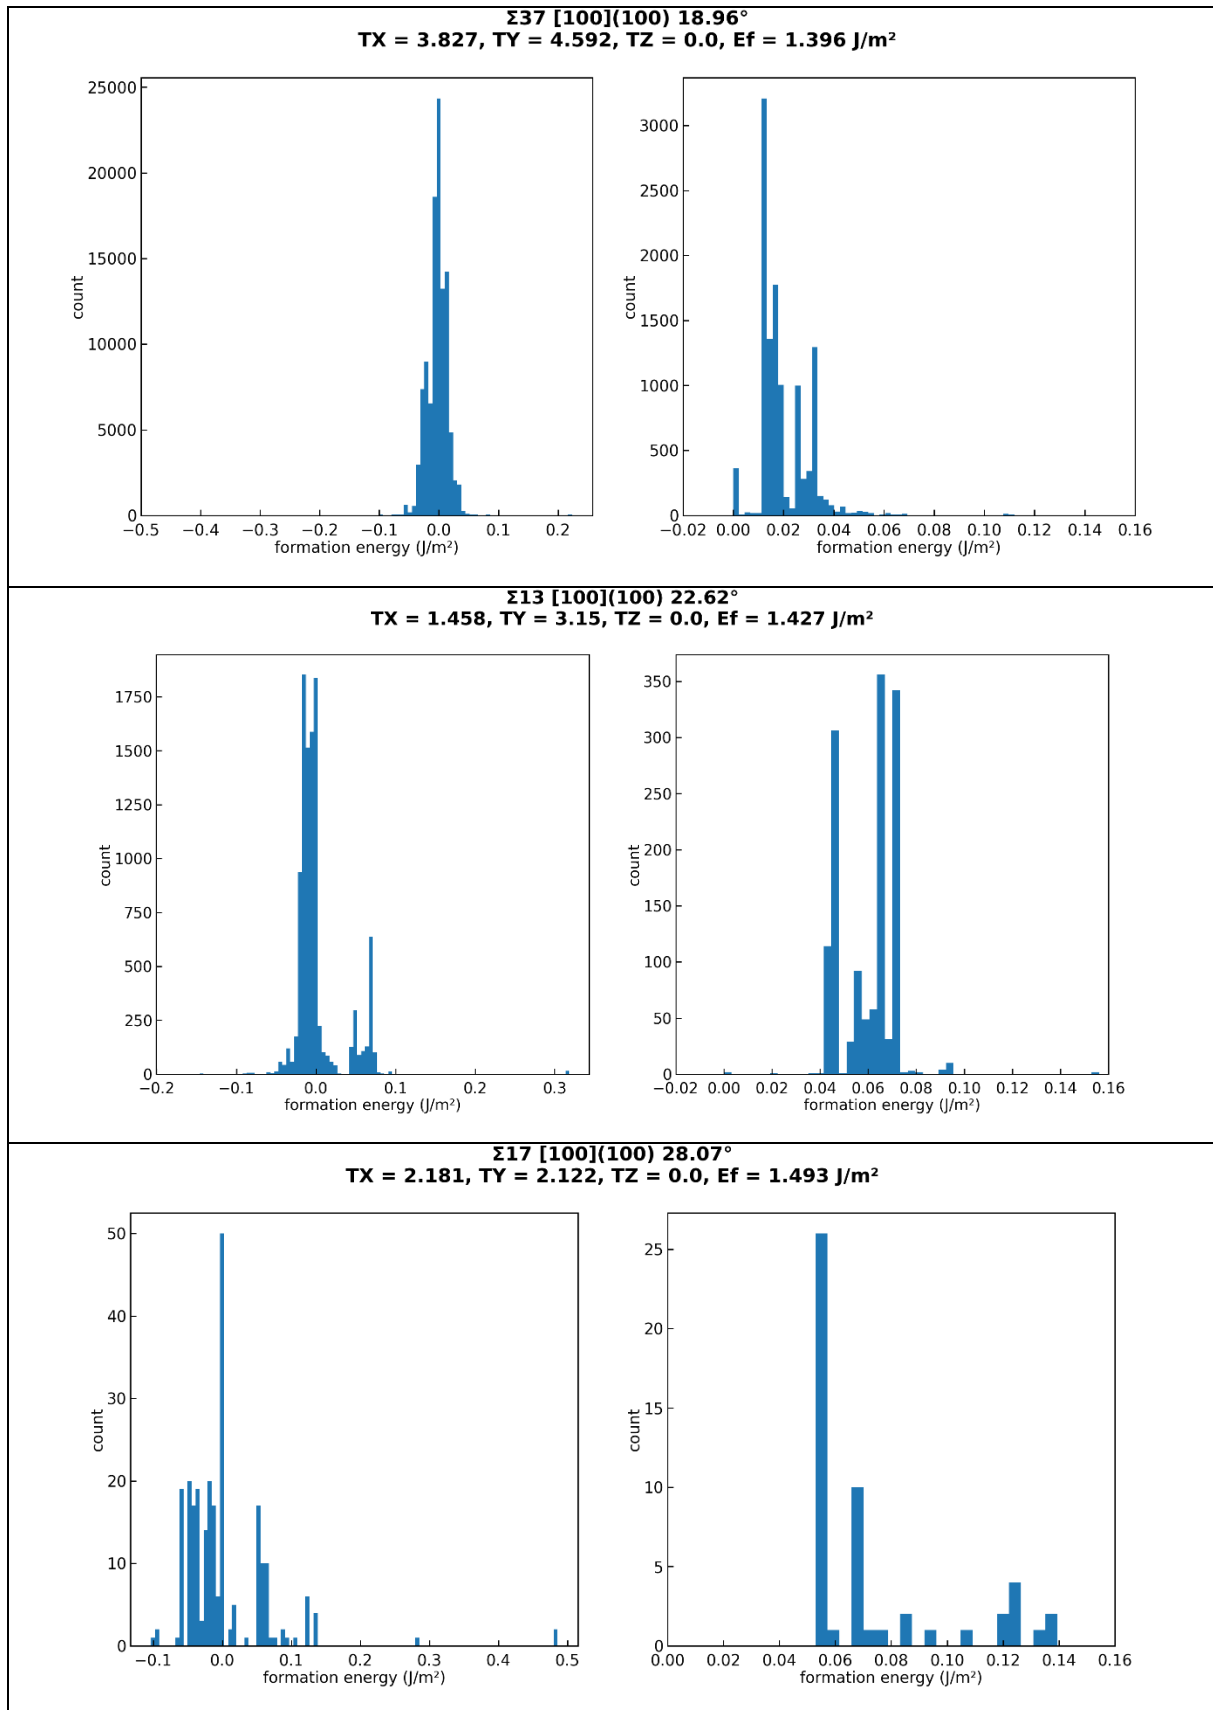 Σ37 [100](100) 18.96°
TX = 3.827, TY = 4.592, TZ = 0.0, Ef = 1.396 J/m²
25000
20000
15000
10000
5000
0
count
−0.5 −0.4 −0.3 −0.2 −0.1 0.0 0.1 0.2
formation energy (J/m²)
3000
2500
2000
1500
1000
500
0
count
−0.02 0.00 0.02 0.04 0.06 0.08 0.10 0.12 0.14 0.16
formation energy (J/m²)
Σ13 [100](100) 22.62°
TX = 1.458, TY = 3.15, TZ = 0.0, Ef = 1.427 J/m²
1750
1500
1250
1000
750
500
250
0
count
−0.2 −0.1 0.0 0.1 0.2 0.3
formation energy (J/m²)
350
300
250
200
150
100
50
0
count
−0.02 0.00 0.02 0.04 0.06 0.08 0.10 0.12 0.14 0.16
formation energy (J/m²)
Σ17 [100](100) 28.07°
TX = 2.181, TY = 2.122, TZ = 0.0, Ef = 1.493 J/m²
50
40
30
20
10
0
count
−0.1 0.0 0.1 0.2 0.3 0.4 0.5
formation energy (J/m²)
25
20
15
10
5
0
count
0.00 0.02 0.04 0.06 0.08 0.10 0.12 0.14 0.16
formation energy (J/m²)